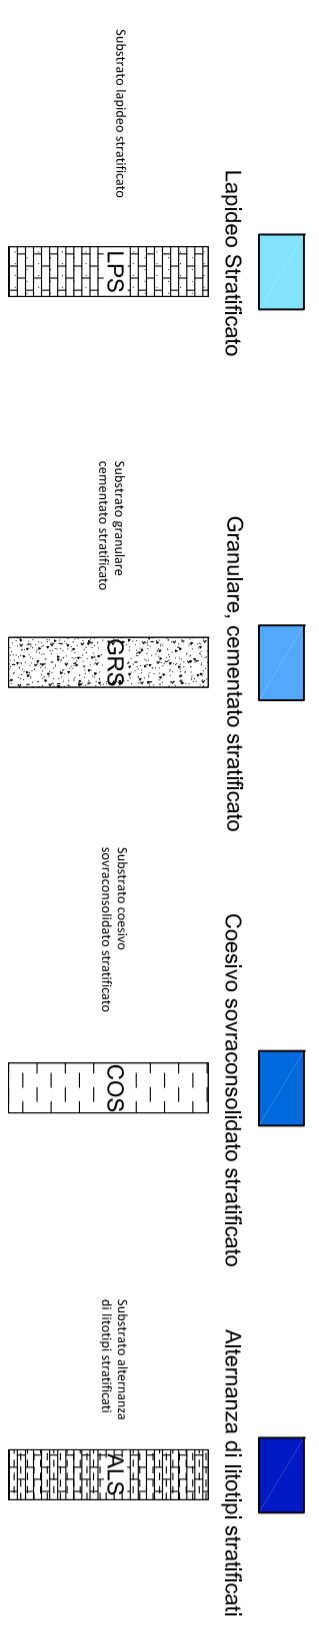 Lapideo Stratificato
Substrato lapideo stratificato
LPS
Granulare, cementato stratificato
Substrato granulare
cementato stratificato
GRS
Coesivo sovraconsolidato stratificato
Substrato coesivo
sovraconsolidato stratificato
COS
Alternanza di litotipi stratificati
Substrato alternanza
di litotipi stratificati
ALS